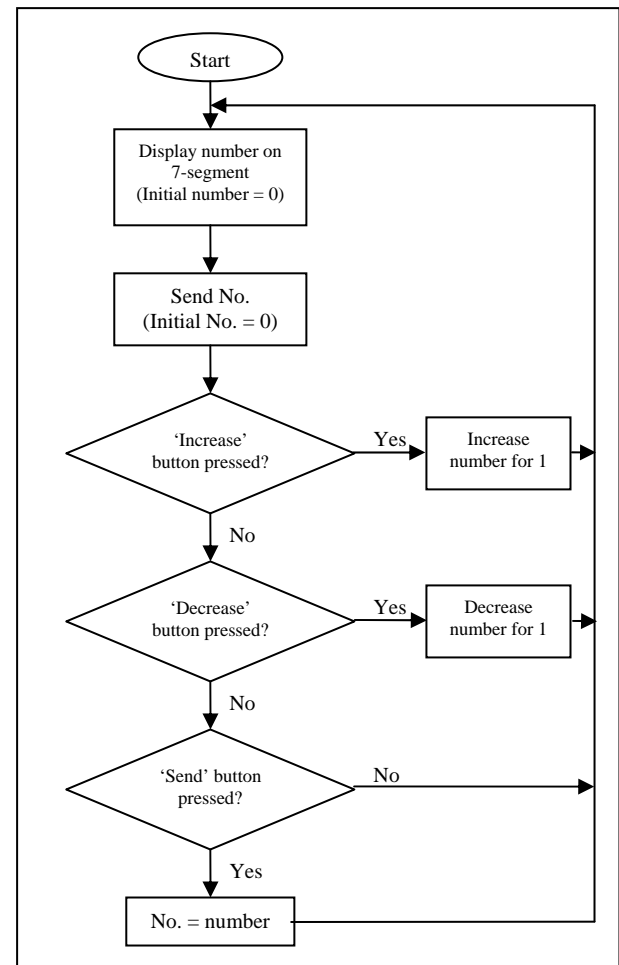 Start
Display number on
7-segment
(Initial number = 0)
Send No.
(Initial No. = 0)
‘Increase’
button pressed?
Yes
Increase
number for 1
No
‘Decrease’
button pressed?
Yes
Decrease
number for 1
No
‘Send’ button
pressed?
No
Yes
No. = number